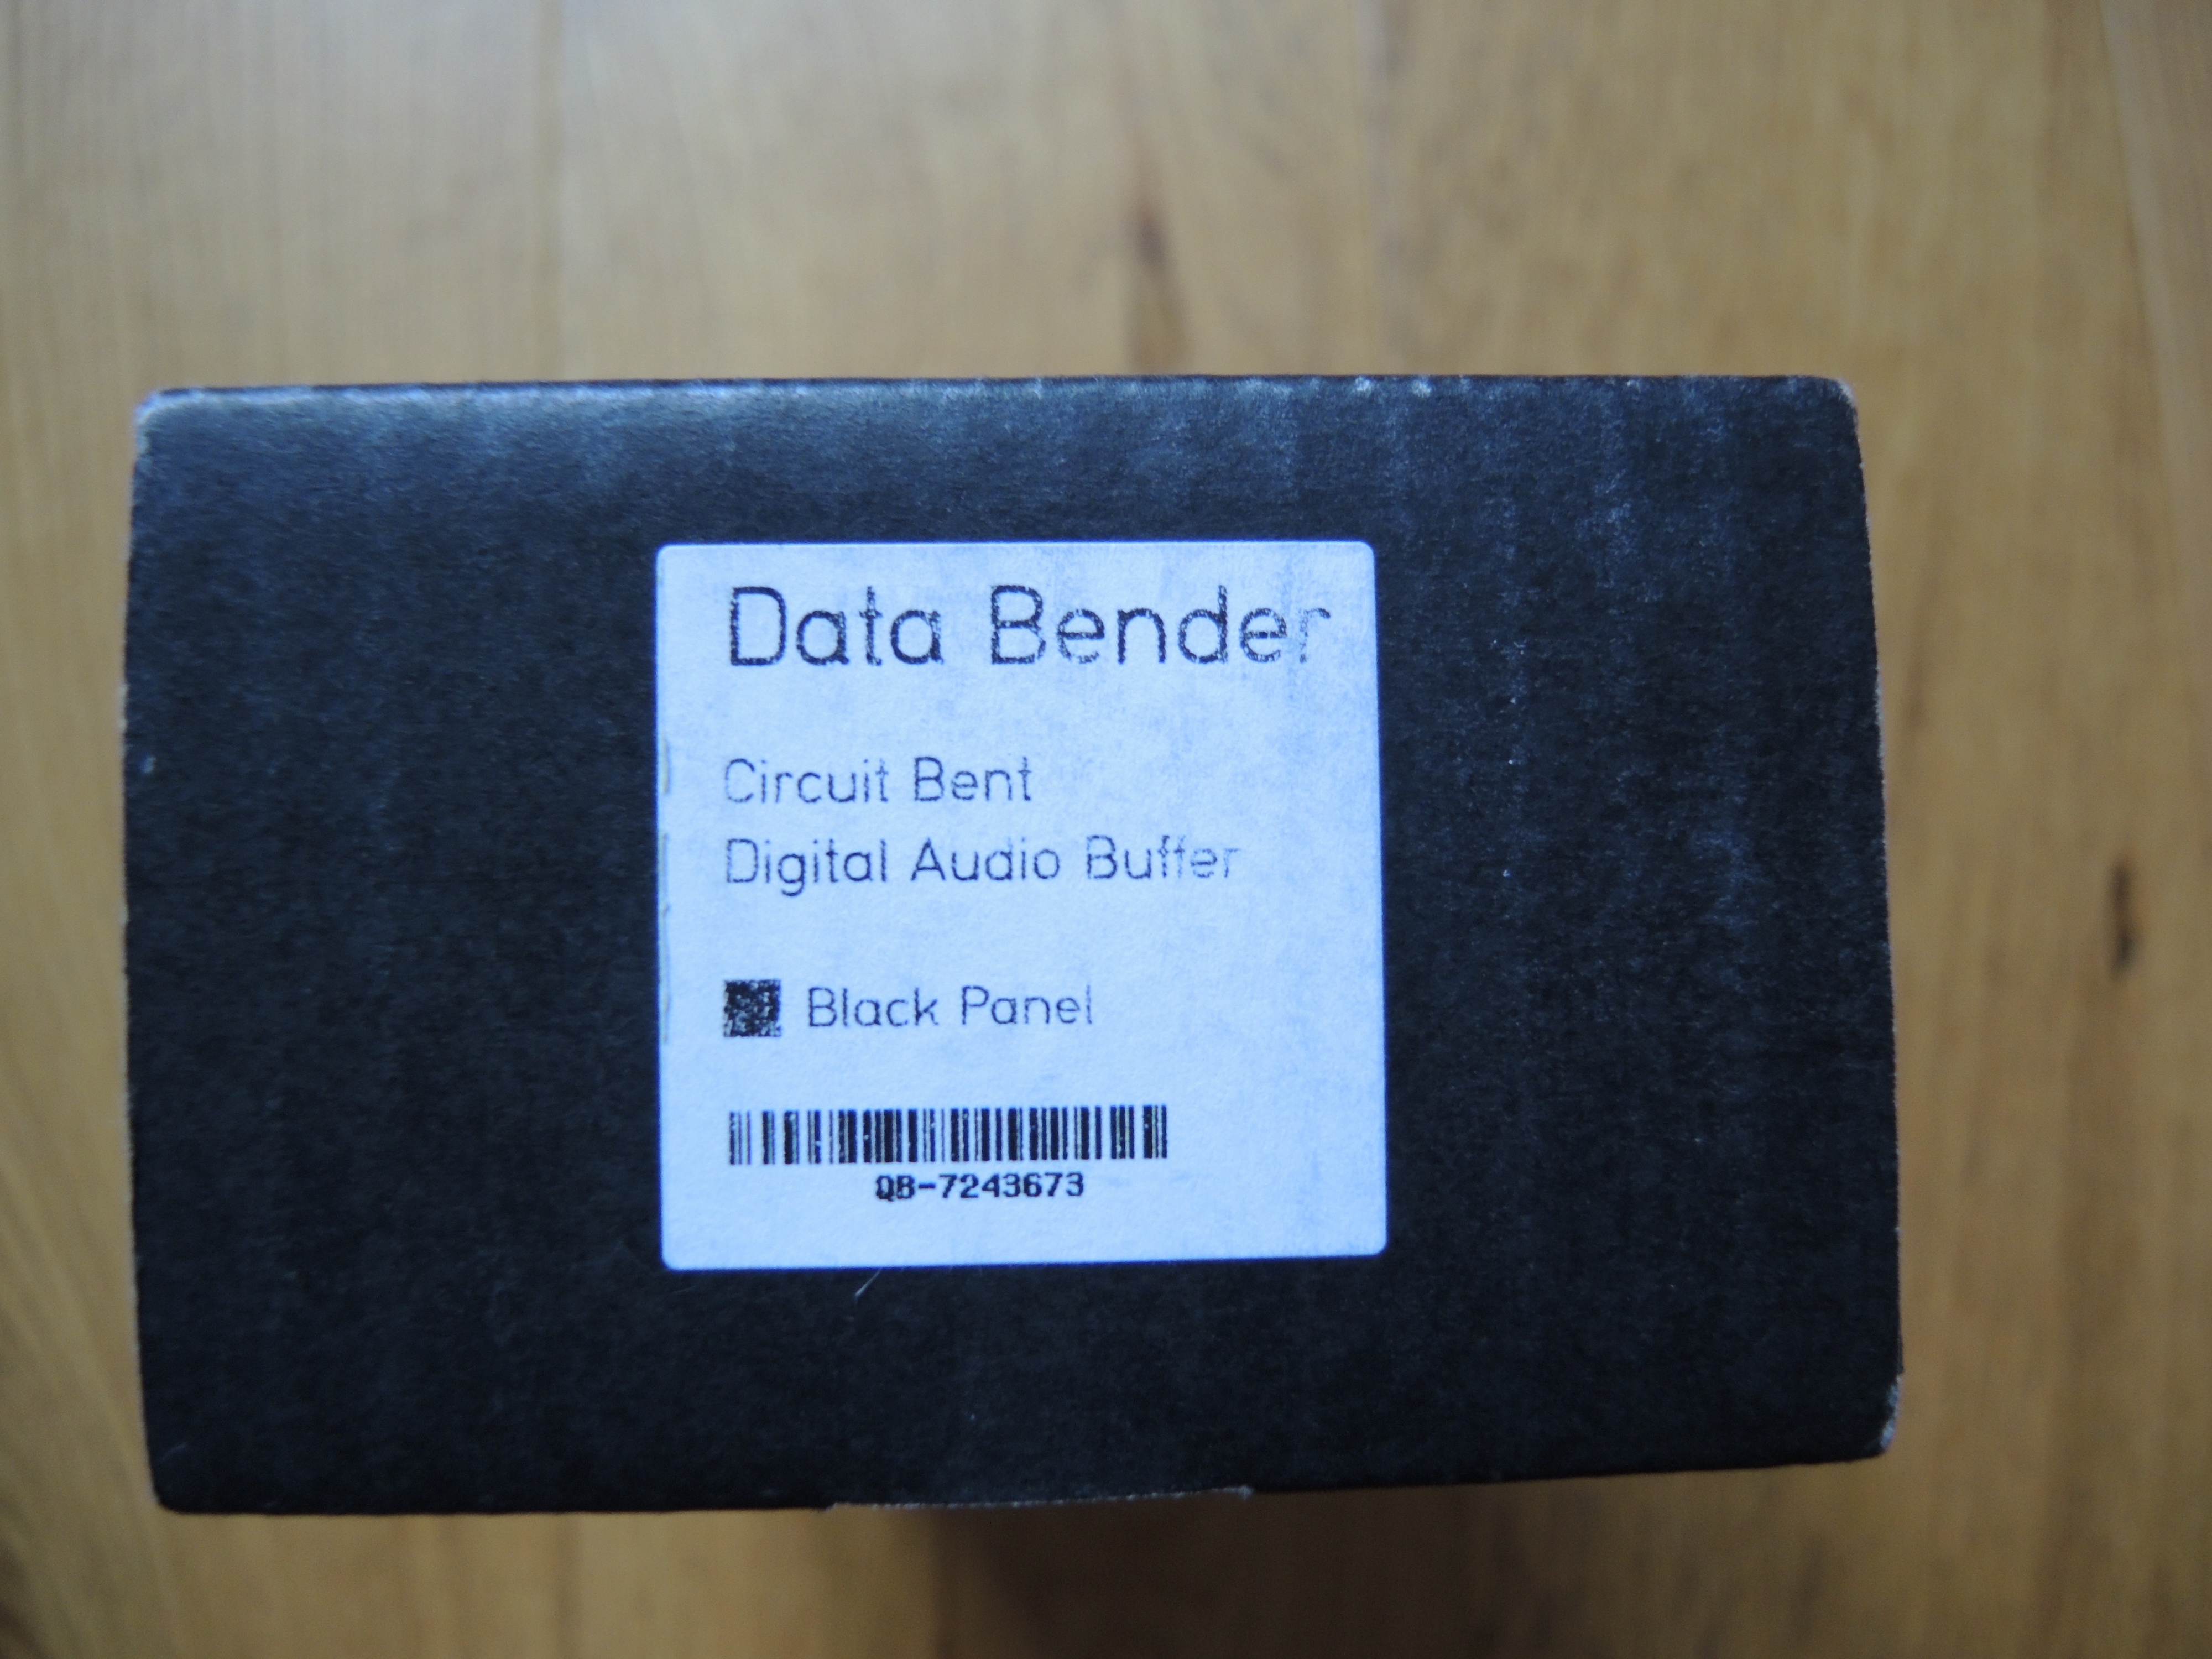 Data Bender
Circuit Bent
Digital Audio Buffer
Black Panel
QB-7243673